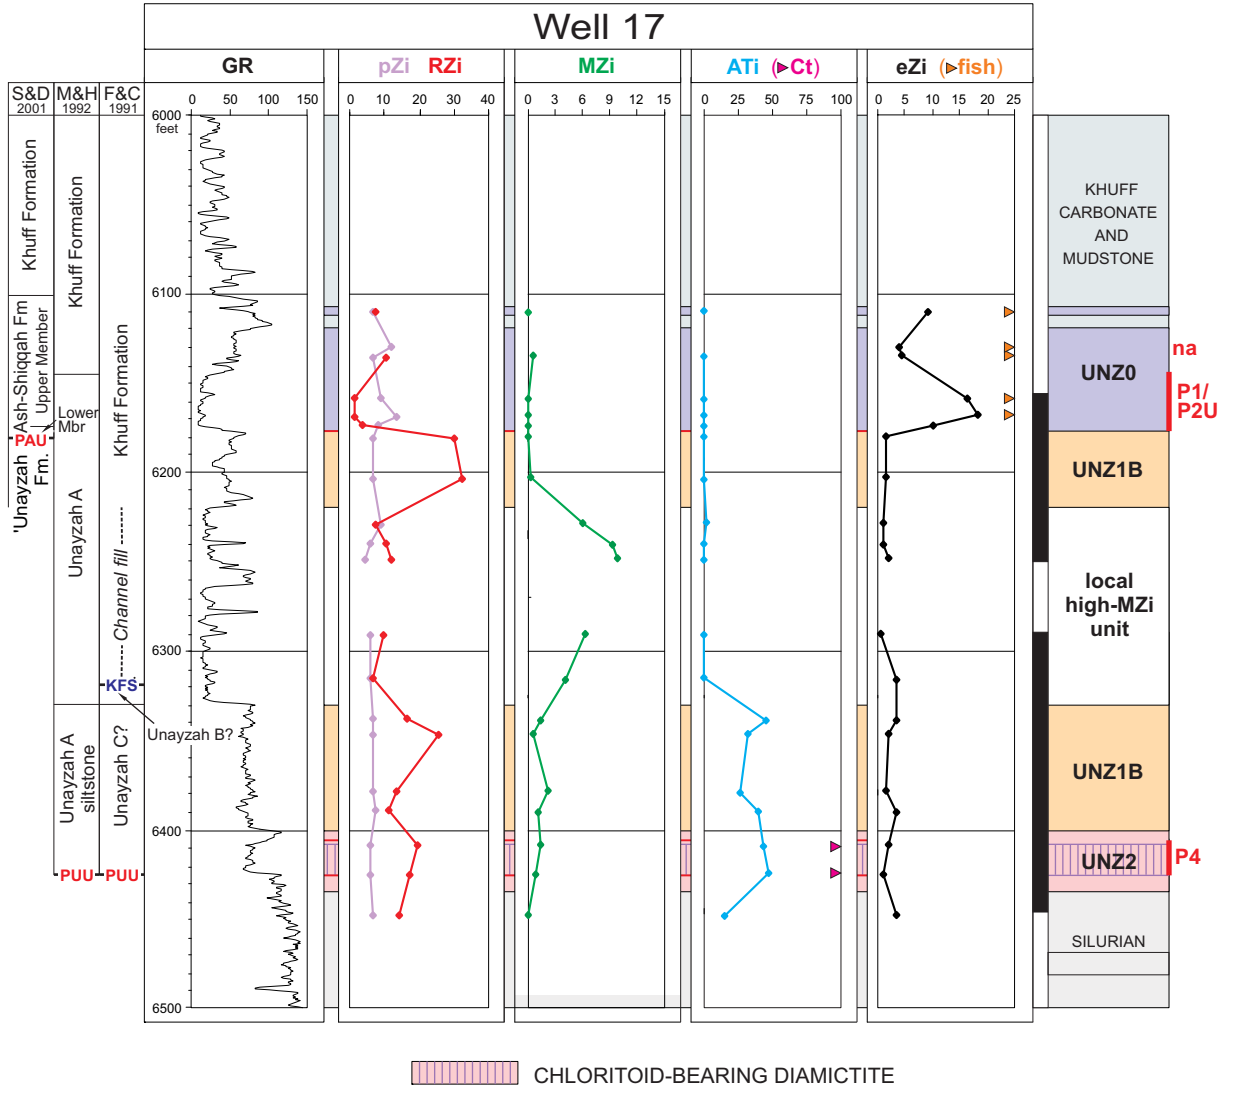 Well 17
GR
pZi RZi
MZi
ATi (▶Ct)
eZi (▶fish)
S&D
2001
M&H
1992
F&C
1991
0 50 100 150
0 10 20 30 40
0 3 6 9 12 15
0 25 50 75 100
0 5 10 15 20 25
6000
feet
6100
6200
6300
6400
6500
Khuff Formation
Ash-Shiqqah Fm
Upper Member
PAU
'Unayzah
Fm.
Khuff Formation
Lower
Mbr
Unayzah A
Unayzah A
siltstone
PUU
Khuff Formation
------ Channel fill ------
KFS
Unayzah B?
Unayzah C?
PUU
KHUFF
CARBONATE
AND
MUDSTONE
UNZ0
na
P1/
P2U
UNZ1B
local
high-MZi
unit
UNZ1B
UNZ2
P4
SILURIAN
CHLORITOID-BEARING DIAMICTITE